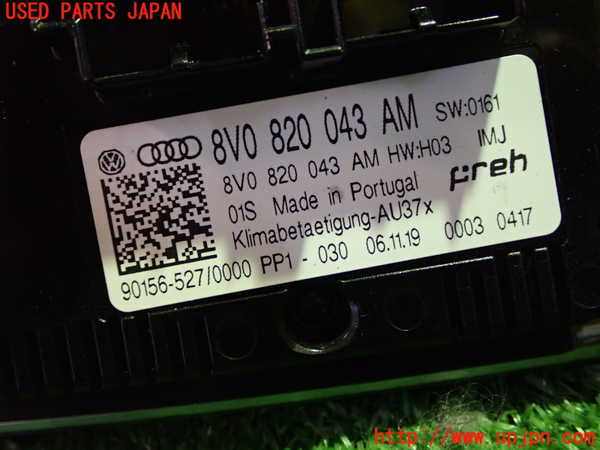 USED PARTS JAPAN
8V0 820 043 AM SW:0161
8V0 820 043 AM HW:H03 IMJ
01S Made in Portugal preh
Klimabetaetigung-AU37x
90156-527/0000 PP1 - 030 06.11.19 0003 0417
http://www.upjpn.com